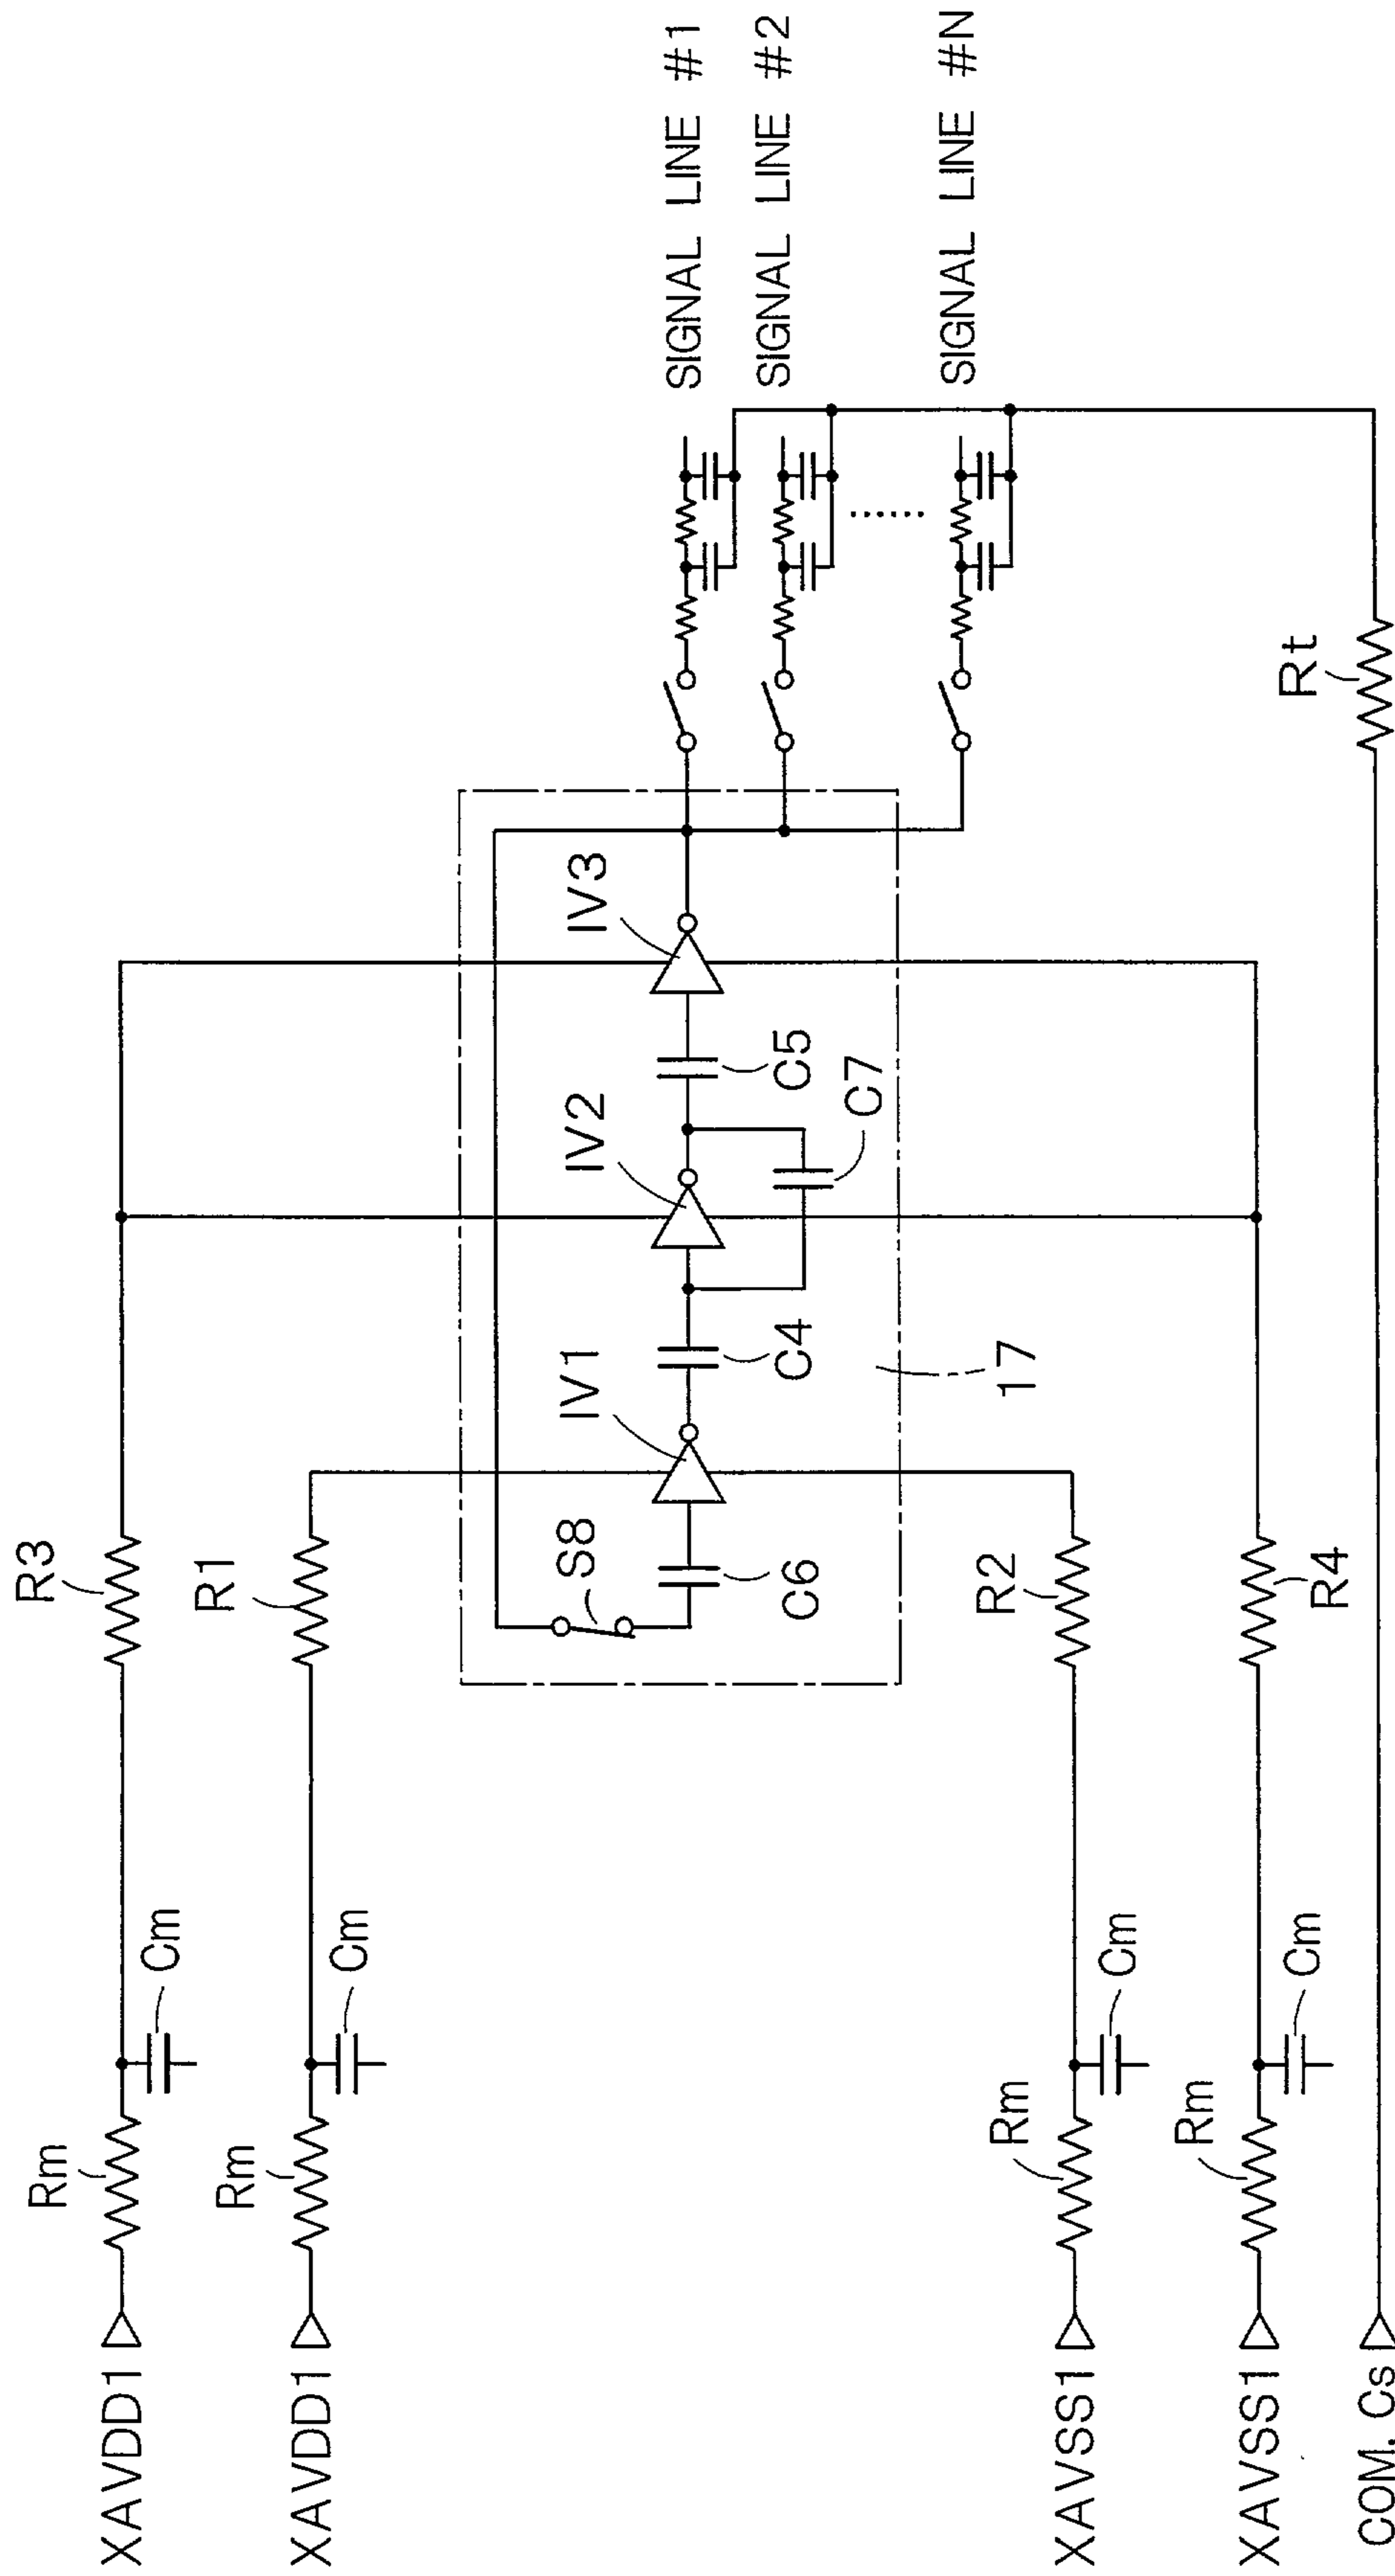 SIGNAL LINE #1
SIGNAL LINE #2
SIGNAL LINE #N
XAVDD1
Rm
Cm
R3
XAVDD1
Rm
Cm
R1
S8
C6
IV1
C4
IV2
C7
C5
IV3
17
XAVSS1
Rm
Cm
R2
XAVSS1
Rm
Cm
R4
COM. Cs
Rt